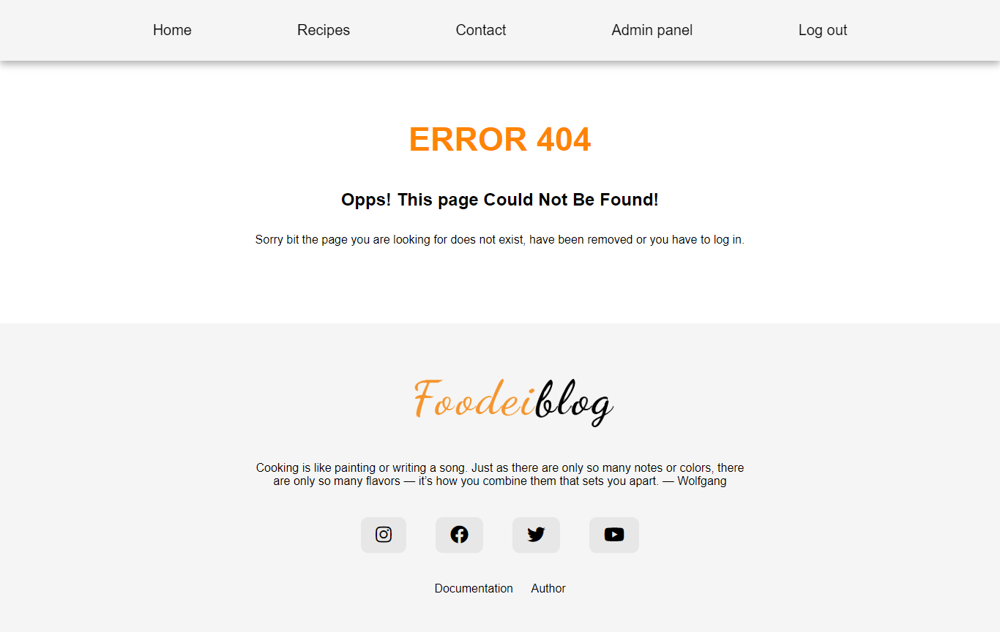 Home Recipes Contact Admin panel Log out
ERROR 404
Opps! This page Could Not Be Found!
Sorry bit the page you are looking for does not exist, have been removed or you have to log in.
Foodeiblog
Cooking is like painting or writing a song. Just as there are only so many notes or colors, there
are only so many flavors — it’s how you combine them that sets you apart. — Wolfgang
Documentation Author